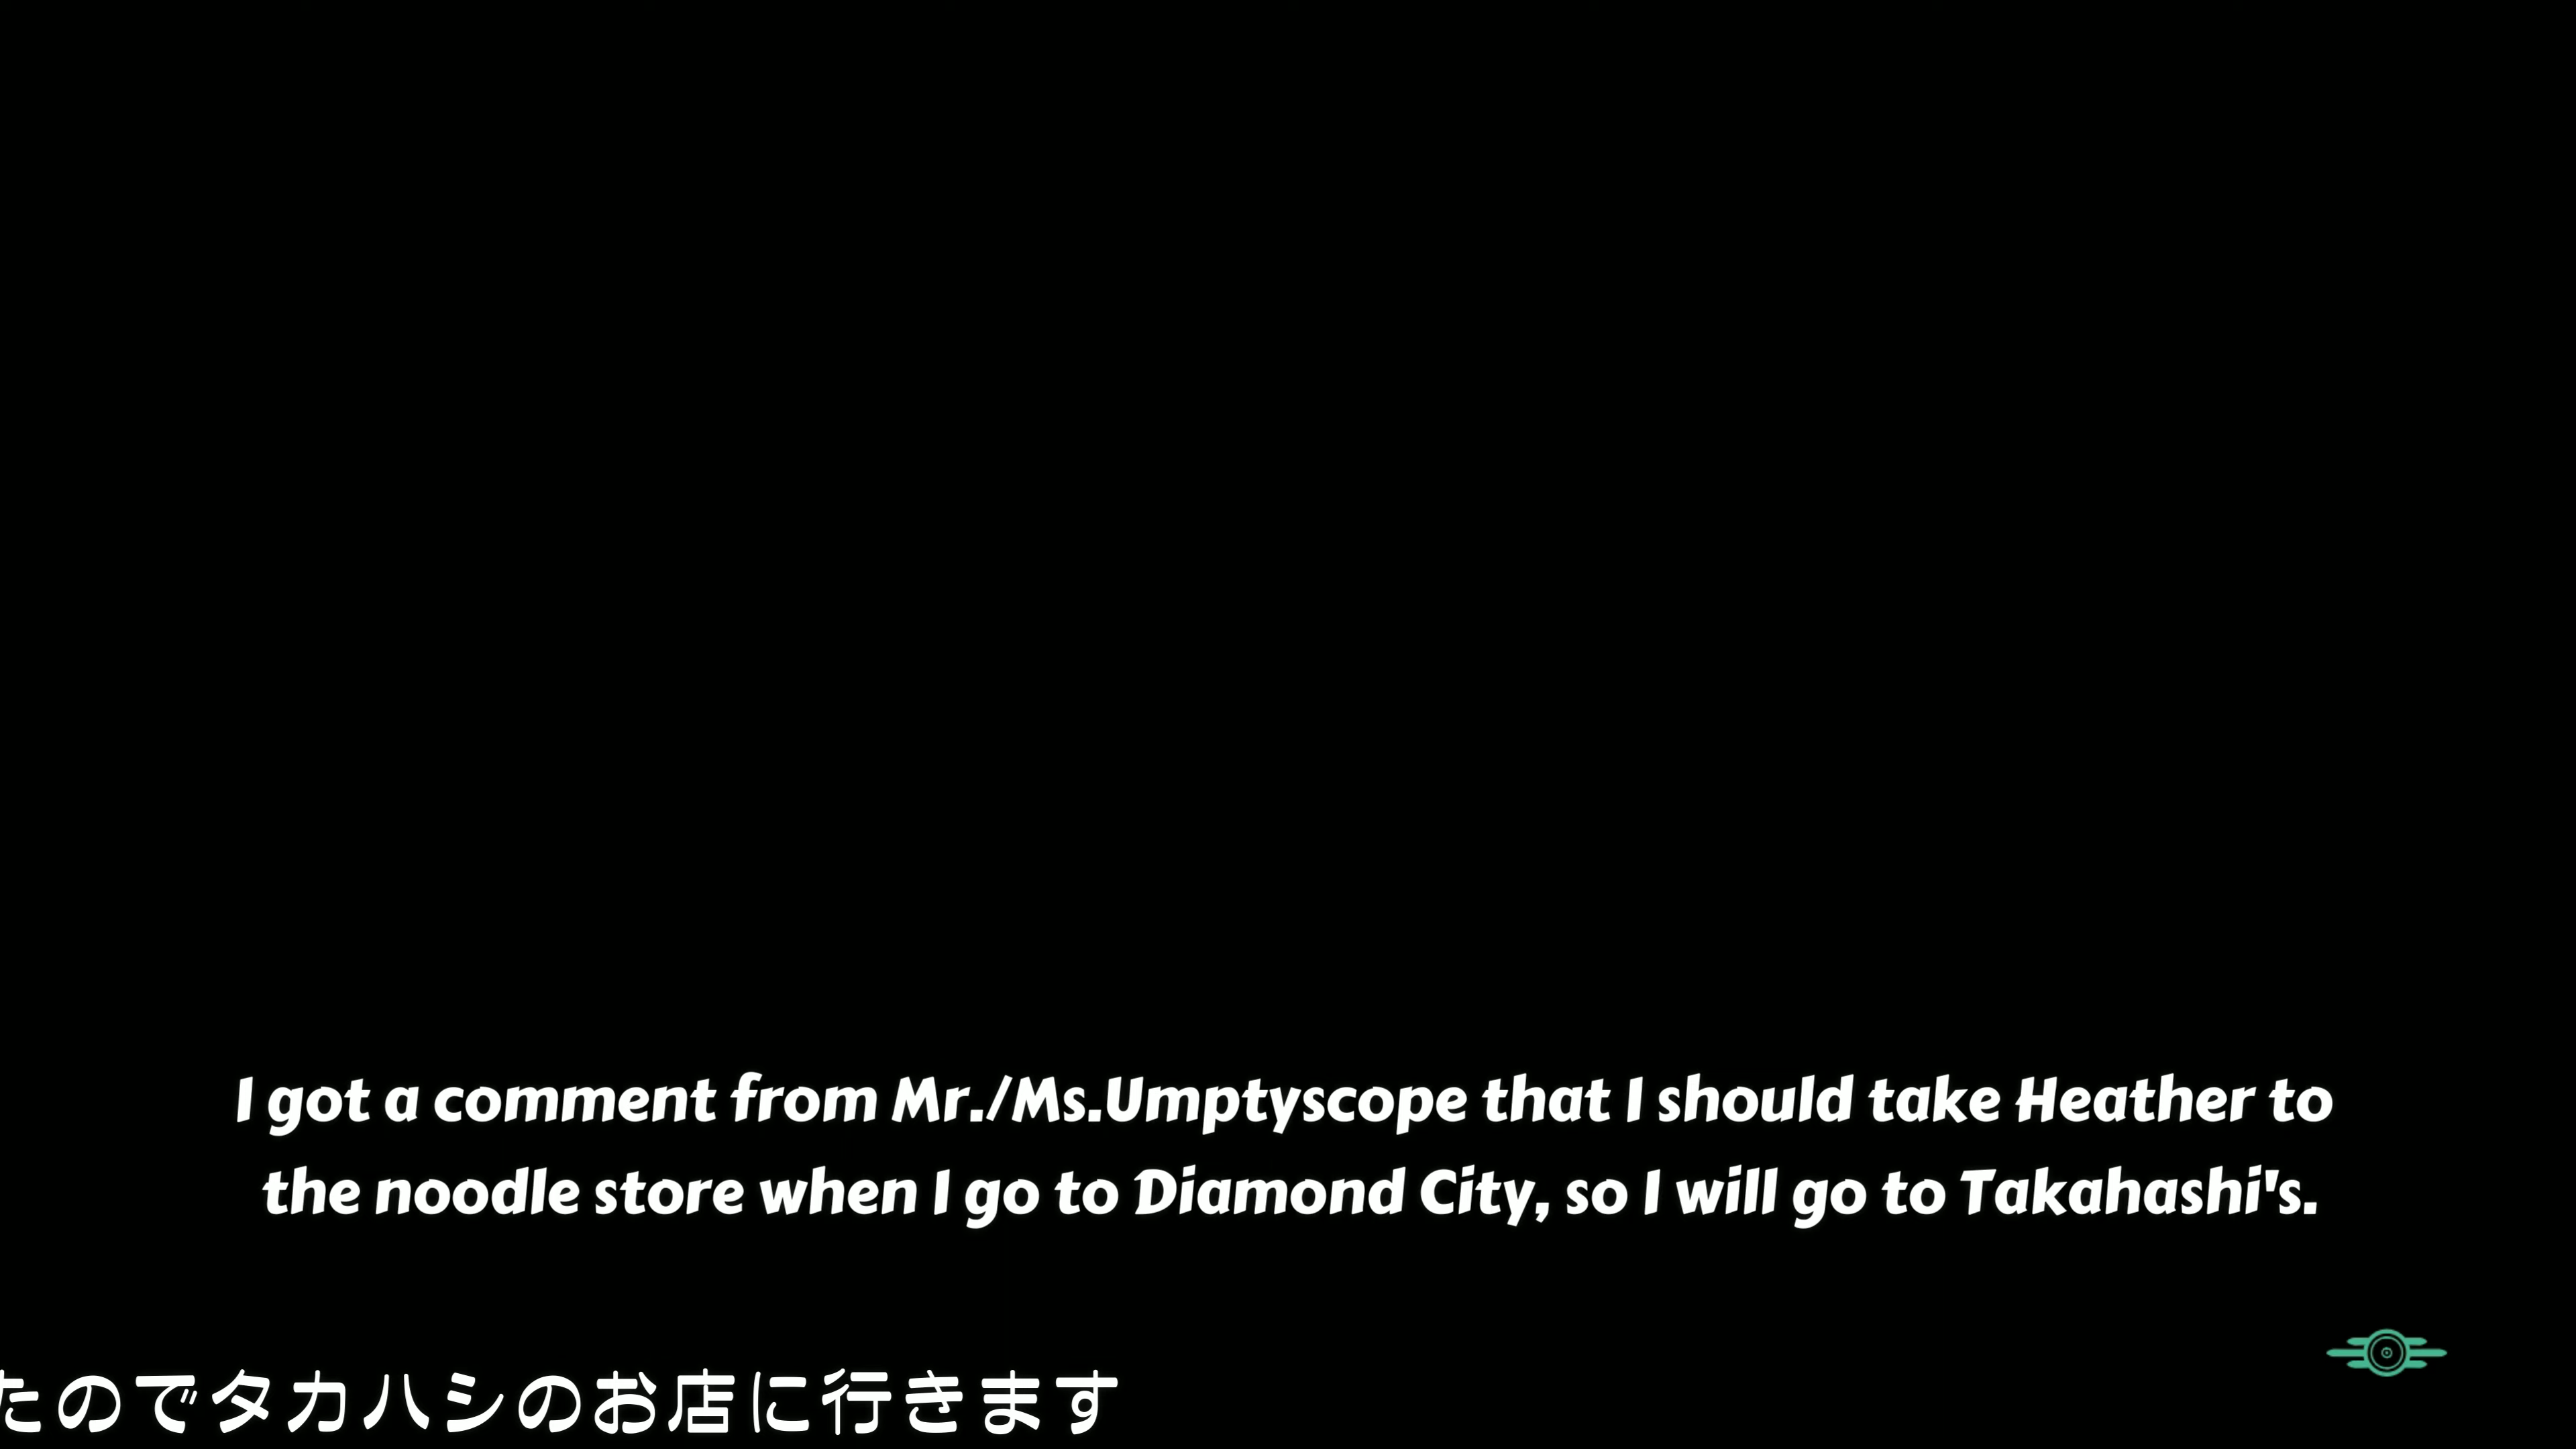 I got a comment from Mr./Ms.Umptyscope that I should take Heather to
the noodle store when I go to Diamond City, so I will go to Takahashi's.
たのでタカハシのお店に行きます